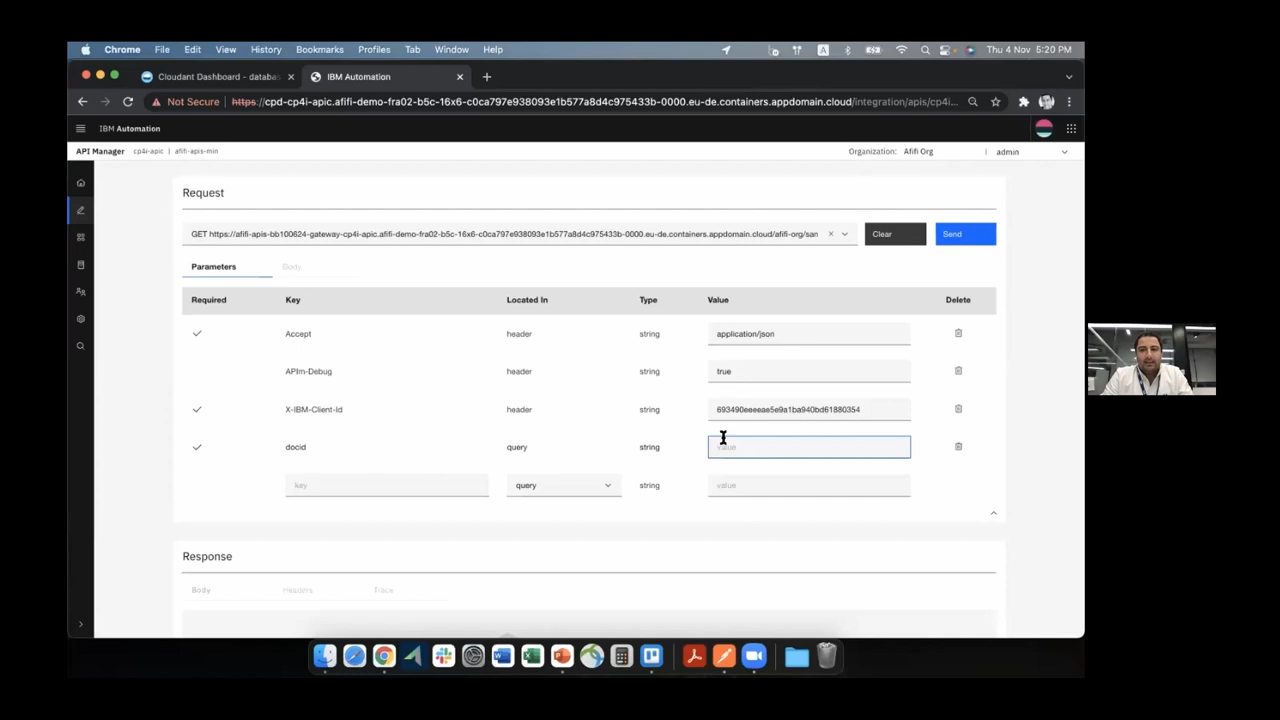 Chrome File Edit View History Bookmarks Profiles Tab Window Help A Thu 4 Nov 5:20 PM
Cloudant Dashboard - databas × IBM Automation × +
Not Secure https://cpd-cp4i-apic.afifi-demo-fra02-b5c-16x6-c0ca797e938093e1b577a8d4c975433b-0000.eu-de.containers.appdomain.cloud/integration/apis/cp4i...
IBM Automation
API Manager cp4i-apic | afifi-apis-min Organization: Afifi Org | admin
Request
GET https://afifi-apis-bb100624-gateway-cp4i-apic.afifi-demo-fra02-b5c-16x6-c0ca797e938093e1b577a8d4c975433b-0000.eu-de.containers.appdomain.cloud/afifi-org/san × Clear Send
Parameters Body
Required Key Located In Type Value Delete
Accept header string application/json
APIm-Debug header string true
X-IBM-Client-Id header string 693490eeeeae5e9a1ba940bd61880354
docid query string value
key query string value
Response
Body Headers Trace